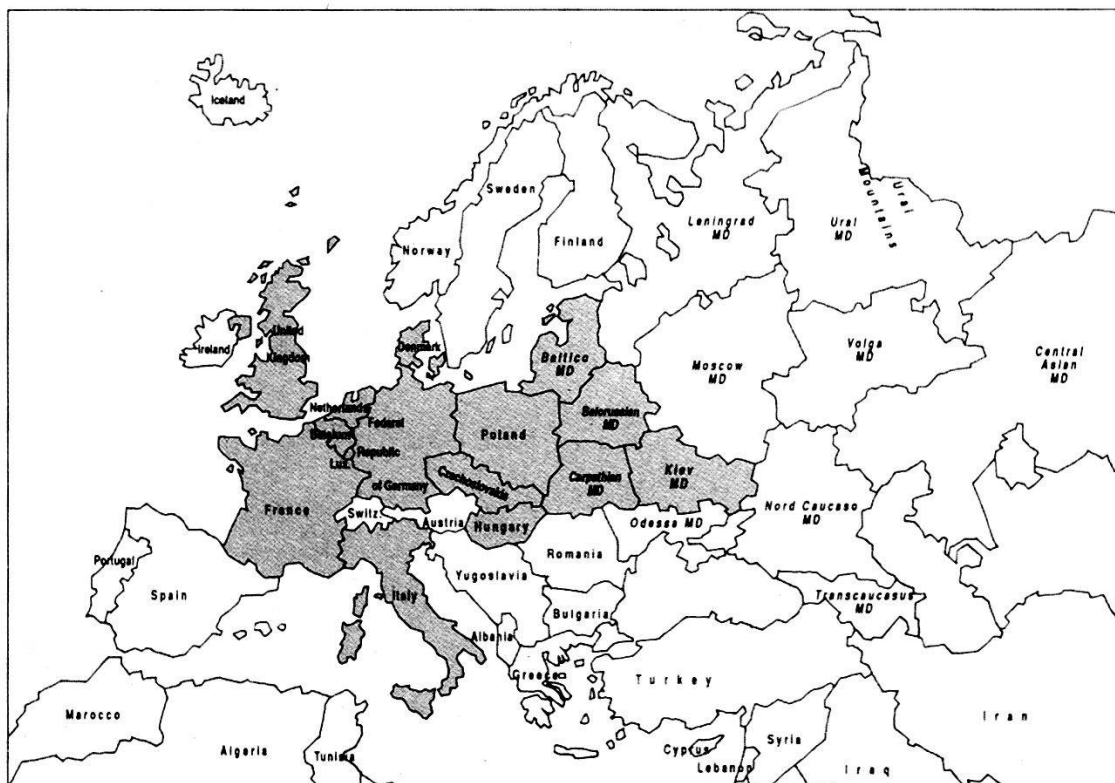 Iceland
Sweden
Norway
Finland
Leningrad
MD
Ural
MD
Ural
Mountains
United
Kingdom
Ireland
Denmark
Baltico
MD
Moscow
MD
Volga
MD
Central
Asian
MD
Netherlands
Belgium
Lux.
Federal
Republic
of Germany
Poland
Belorussian
MD
Czechoslovakia
Carpathian
MD
Kiev
MD
France
Switz.
Austria
Hungary
Odessa MD
Nord Caucaso
MD
Romania
Portugal
Spain
Italy
Yugoslavia
Bulgaria
Transcaucasus
MD
Albania
Greece
Turkey
Marocco
Algeria
Tunisia
Cyprus
Lebanon
Syria
Iraq
Iran